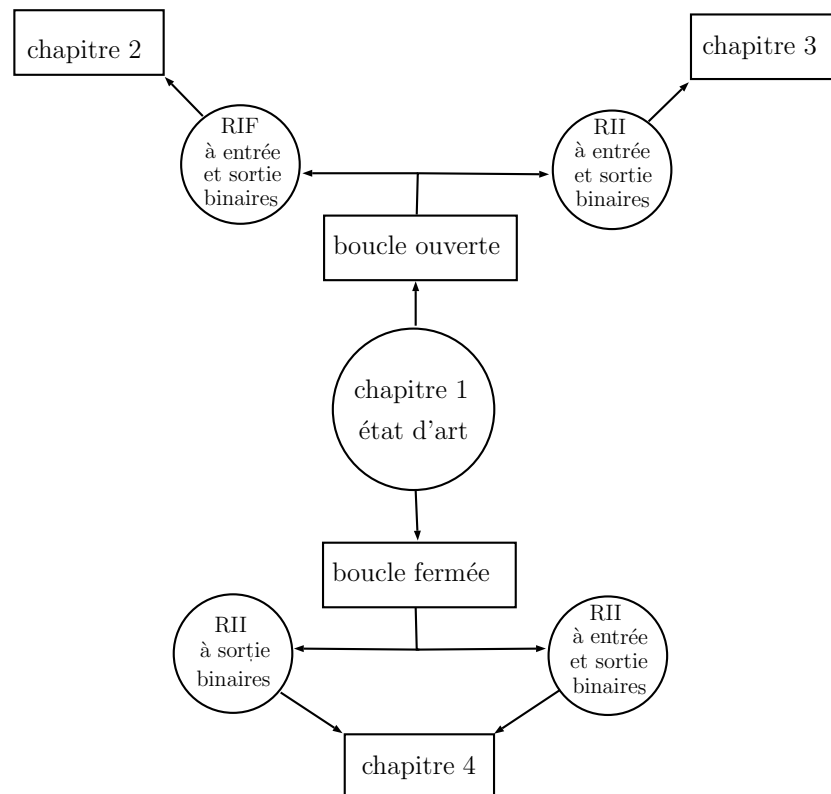 chapitre 2
chapitre 3
RIF
à entrée
et sortie
binaires
RII
à entrée
et sortie
binaires
boucle ouverte
chapitre 1
état d'art
boucle fermée
RII
à sortie
binaires
RII
à entrée
et sortie
binaires
chapitre 4